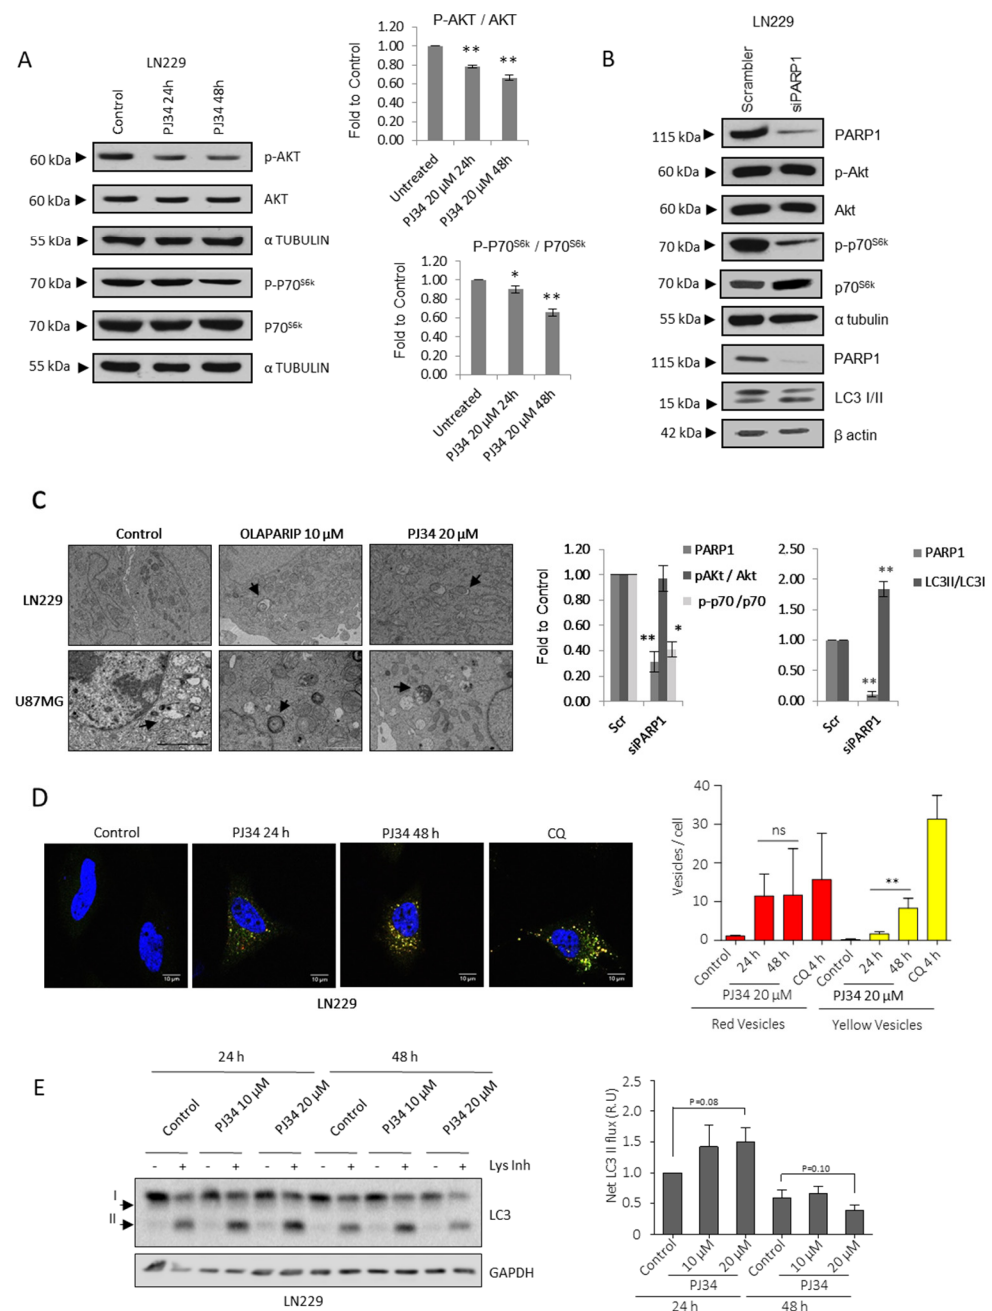 A
LN229
Control
PJ34 24h
PJ34 48h
60 kDa
p-AKT
60 kDa
AKT
55 kDa
α TUBULIN
70 kDa
P-P70S6k
70 kDa
P70S6k
55 kDa
α TUBULIN
P-AKT / AKT
Fold to Control
1.20
1.00
0.80
0.60
0.40
0.20
0.00
**
**
Untreated
PJ34 20 µM 24h
PJ34 20 µM 48h
P-P70S6k / P70S6k
Fold to Control
1.20
1.00
0.80
0.60
0.40
0.20
0.00
*
**
Untreated
PJ34 20 µM 24h
PJ34 20 µM 48h
B
LN229
Scrambler
siPARP1
115 kDa
PARP1
60 kDa
p-Akt
60 kDa
Akt
70 kDa
p-p70S6k
70 kDa
p70S6k
55 kDa
α tubulin
115 kDa
PARP1
15 kDa
LC3 I/II
42 kDa
β actin
C
Control
OLAPARIP 10 µM
PJ34 20 µM
LN229
U87MG
Fold to Control
1.20
1.00
0.80
0.60
0.40
0.20
0.00
PARP1
pAKt / Akt
p-p70 /p70
**
*
Scr
siPARP1
2.50
2.00
1.50
1.00
0.50
0.00
PARP1
LC3II/LC3I
**
**
Scr
siPARP1
D
Control
PJ34 24 h
PJ34 48 h
CQ
10 µm
10 µm
10 µm
10 µm
LN229
Vesicles / cell
40
30
20
10
0
ns
**
Control
24 h
48 h
CQ 4 h
Control
24 h
48 h
CQ 4 h
PJ34 20 µM
PJ34 20 µM
Red Vesicles
Yellow Vesicles
E
24 h
48 h
Control
PJ34 10 µM
PJ34 20 µM
Control
PJ34 10 µM
PJ34 20 µM
- + - + - + - + - + - +
Lys Inh
I
II
LC3
GAPDH
LN229
Net LC3 II flux (R.U)
2.5
2.0
1.5
1.0
0.5
0
P=0.08
P=0.10
Control
10 µM
20 µM
Control
10 µM
20 µM
PJ34
PJ34
24 h
48 h